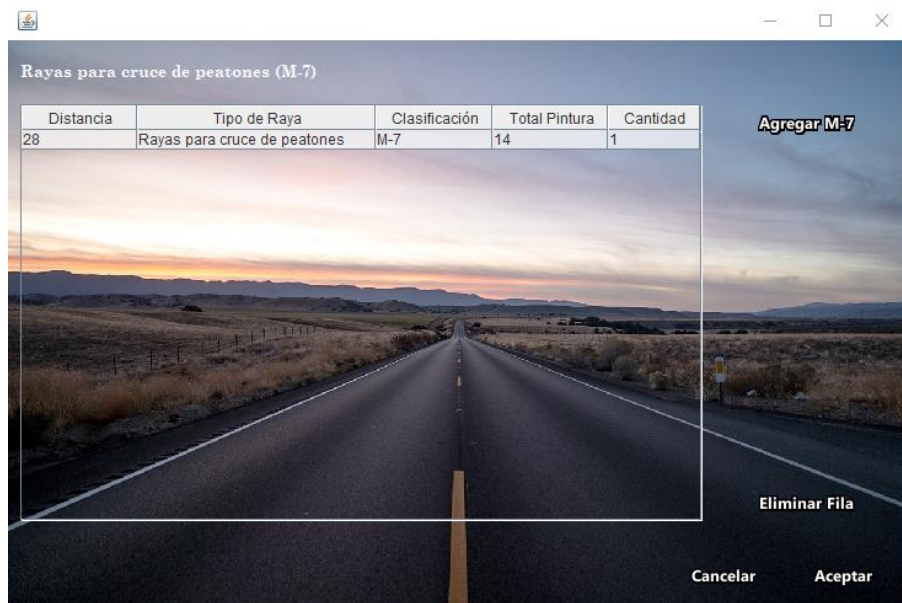 Rayas para cruce de peatones (M-7)
Distancia Tipo de Raya Clasificación Total Pintura Cantidad
28 Rayas para cruce de peatones M-7 14 1
Agregar M-7
Eliminar Fila
Cancelar Aceptar